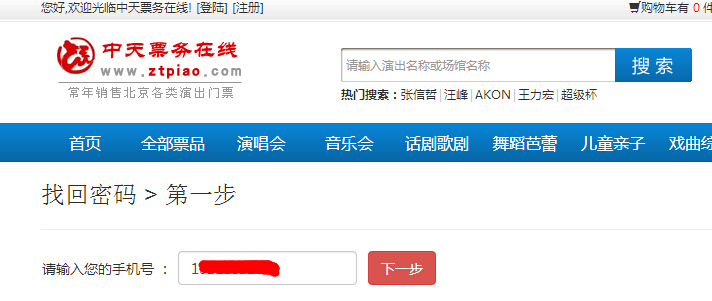 您好,欢迎光临中天票务在线! [登陆] [注册] 购物车有 0 件
中天票务在线
www.ztpiao.com
常年销售北京各类演出门票
请输入演出名称或场馆名称 搜 索
热门搜索：张信哲 | 汪峰 | AKON | 王力宏 | 超级杯
首页 全部票品 演唱会 音乐会 话剧歌剧 舞蹈芭蕾 儿童亲子 戏曲综
找回密码 > 第一步
请输入您的手机号 ： 下一步